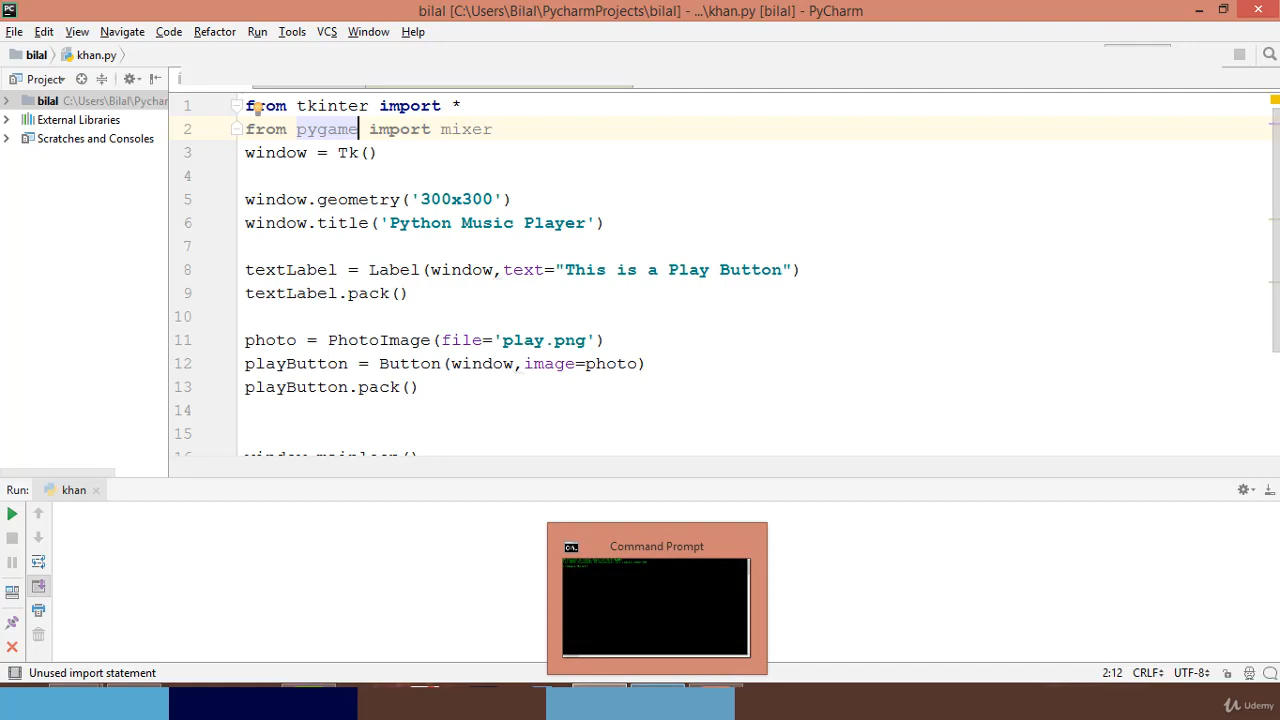 bilal [C:\Users\Bilal\PycharmProjects\bilal] - ...\khan.py [bilal] - PyCharm
File Edit View Navigate Code Refactor Run Tools VCS Window Help
bilal khan.py
Project
bilal C:\Users\Bilal\Pychar
External Libraries
Scratches and Consoles
1 from tkinter import *
2 from pygame import mixer
3 window = Tk()
4
5 window.geometry('300x300')
6 window.title('Python Music Player')
7
8 textLabel = Label(window,text="This is a Play Button")
9 textLabel.pack()
10
11 photo = PhotoImage(file='play.png')
12 playButton = Button(window,image=photo)
13 playButton.pack()
14
15
16 window.mainloop()
Run: khan
Command Prompt
Unused import statement 2:12 CRLF UTF-8
Udemy